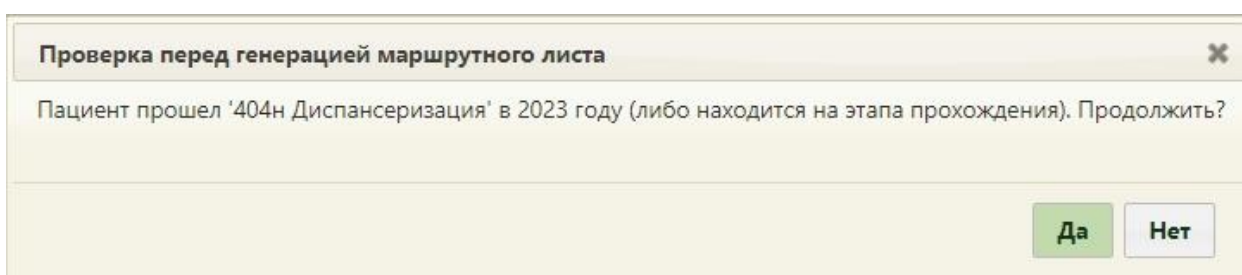 Проверка перед генерацией маршрутного листа
Пациент прошел '404н Диспансеризация' в 2023 году (либо находится на этапа прохождения). Продолжить?
Да Нет